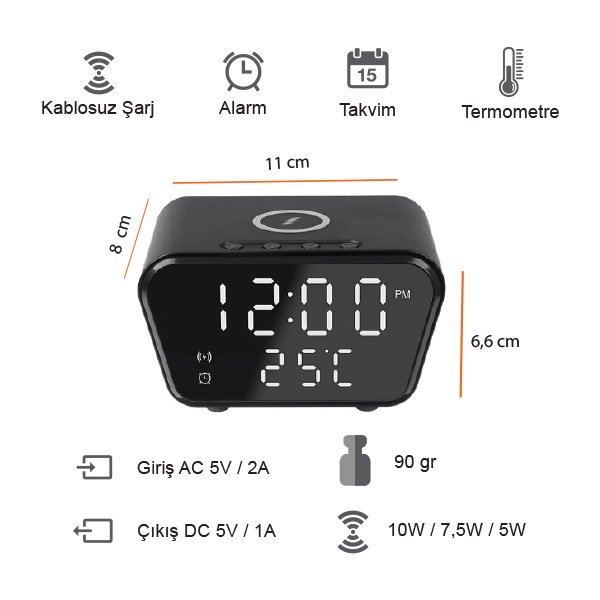 15
Kablosuz Şarj
Alarm
Takvim
Termometre
11 cm
8 cm
12:00 PM
25°C
6,6 cm
Giriş AC 5V / 2A
90 gr
Çıkış DC 5V / 1A
10W / 7,5W / 5W